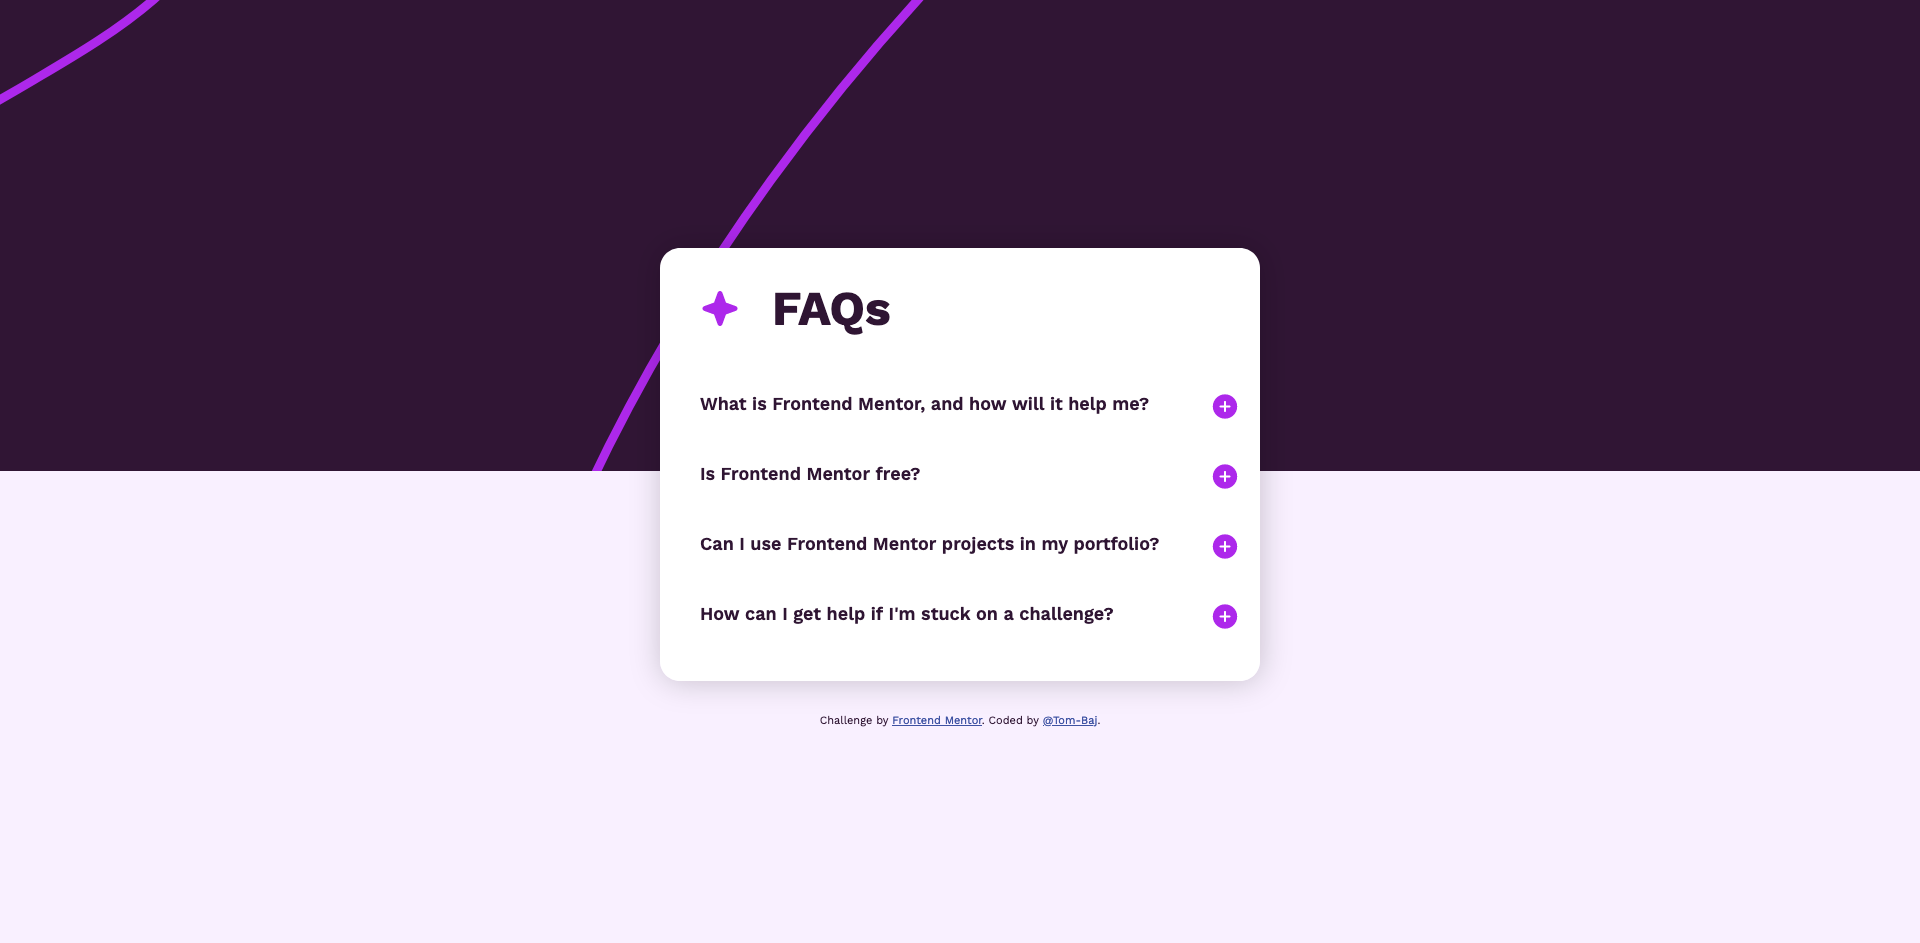 FAQs
What is Frontend Mentor, and how will it help me?
Is Frontend Mentor free?
Can I use Frontend Mentor projects in my portfolio?
How can I get help if I'm stuck on a challenge?
Challenge by Frontend Mentor. Coded by @Tom-Baj.